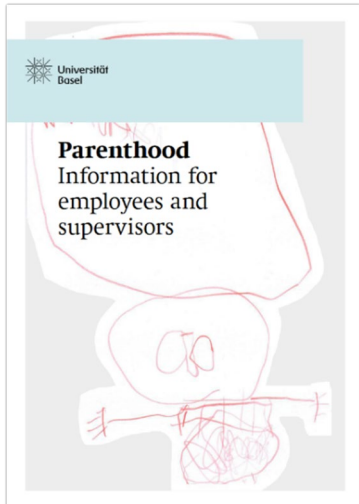 Universität
Basel
Parenthood
Information for
employees and
supervisors